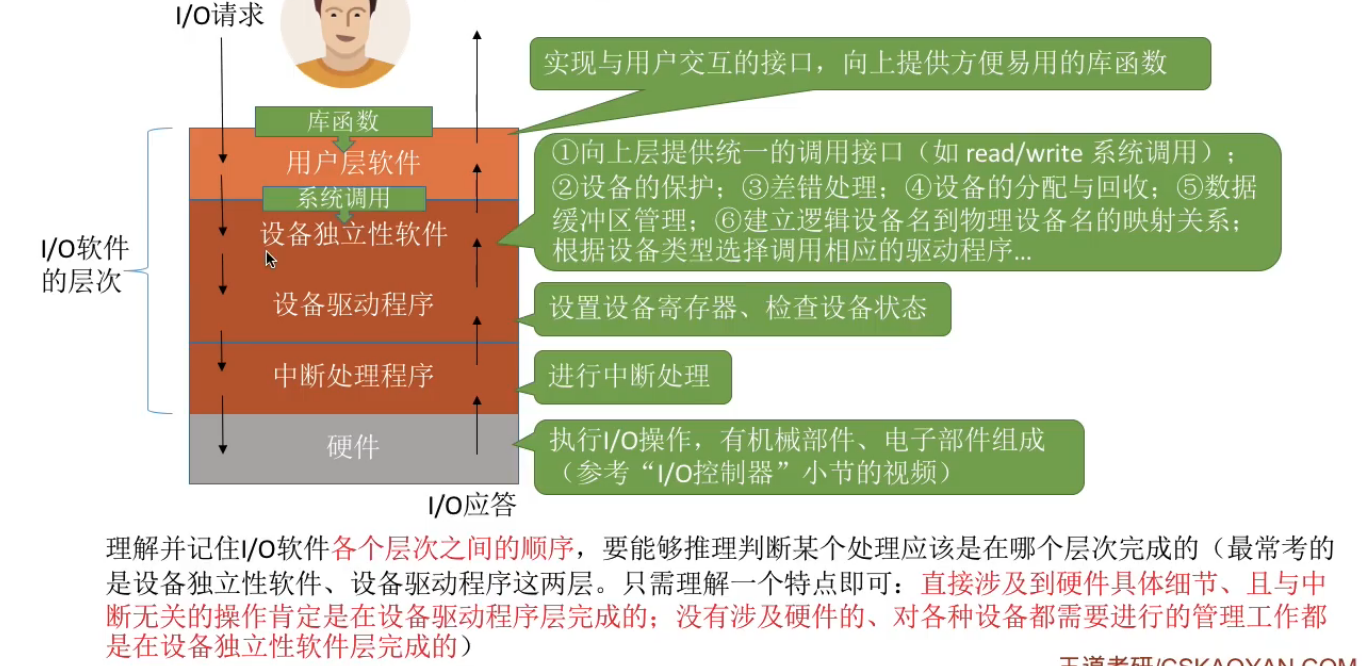 I/O请求
实现与用户交互的接口，向上提供方便易用的库函数
库函数
用户层软件
系统调用
①向上层提供统一的调用接口（如 read/write 系统调用）；
②设备的保护；③差错处理；④设备的分配与回收；⑤数据
缓冲区管理；⑥建立逻辑设备名到物理设备名的映射关系；
根据设备类型选择调用相应的驱动程序...
设备独立性软件
I/O软件
的层次
设备驱动程序
设置设备寄存器、检查设备状态
中断处理程序
进行中断处理
硬件
执行I/O操作，有机械部件、电子部件组成
（参考“I/O控制器”小节的视频）
I/O应答
理解并记住I/O软件各个层次之间的顺序，要能够推理判断某个处理应该是在哪个层次完成的（最常考的
是设备独立性软件、设备驱动程序这两层。只需理解一个特点即可：直接涉及到硬件具体细节、且与中
断无关的操作肯定是在设备驱动程序层完成的；没有涉及硬件的、对各种设备都需要进行的管理工作都
是在设备独立性软件层完成的）
王道考研/CSKAOYAN.COM